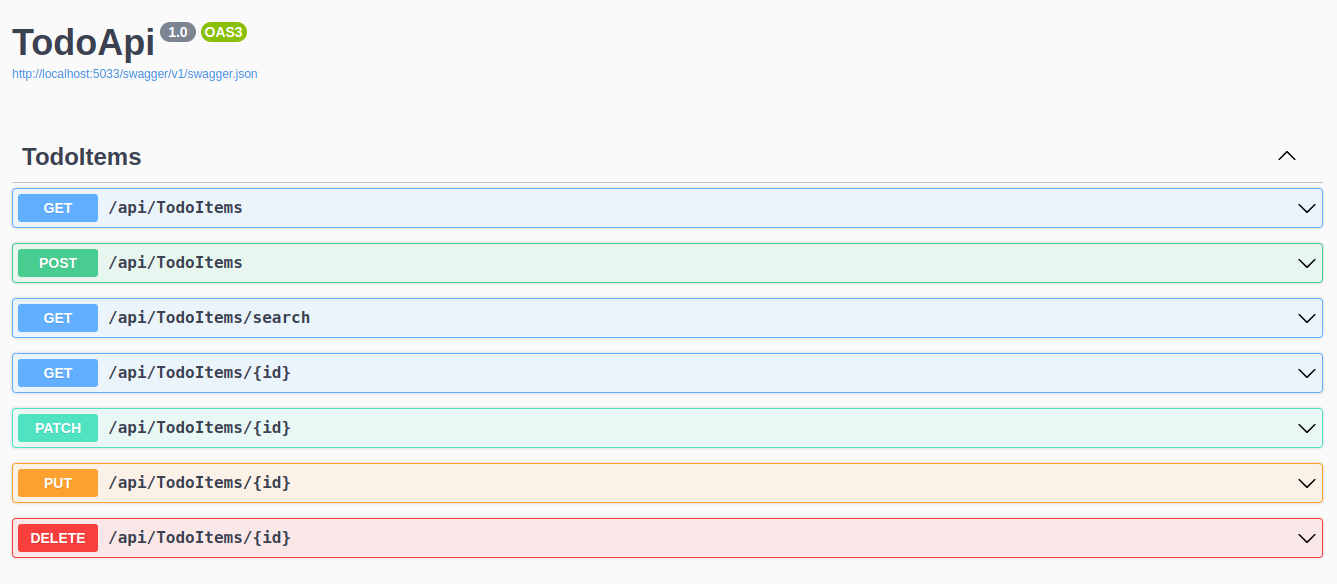 TodoApi 1.0 OAS3
http://localhost:5033/swagger/v1/swagger.json
TodoItems
GET /api/TodoItems
POST /api/TodoItems
GET /api/TodoItems/search
GET /api/TodoItems/{id}
PATCH /api/TodoItems/{id}
PUT /api/TodoItems/{id}
DELETE /api/TodoItems/{id}